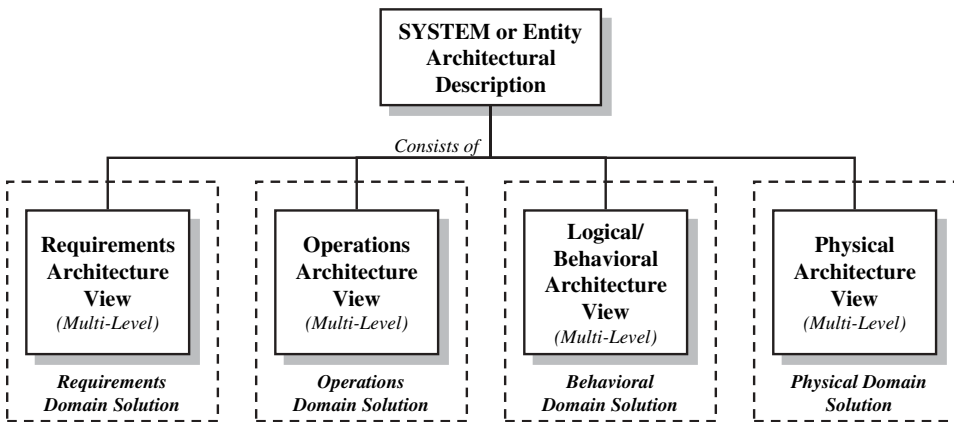 SYSTEM or Entity
Architectural
Description
Consists of
Requirements
Architecture
View
(Multi-Level)
Requirements
Domain Solution
Operations
Architecture
View
(Multi-Level)
Operations
Domain Solution
Logical/
Behavioral
Architecture
View
(Multi-Level)
Behavioral
Domain Solution
Physical
Architecture
View
(Multi-Level)
Physical Domain
Solution